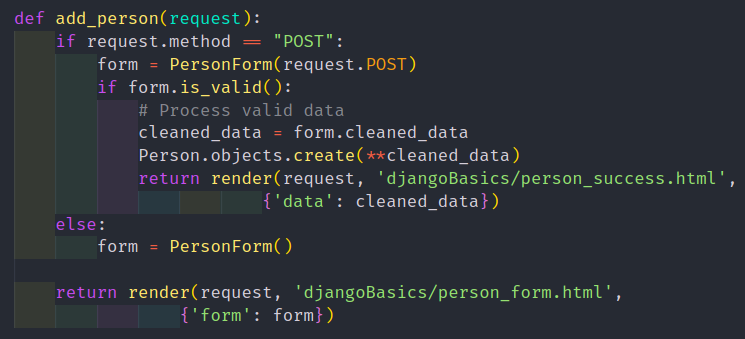 def add_person(request):
    if request.method == "POST":
        form = PersonForm(request.POST)
        if form.is_valid():
            # Process valid data
            cleaned_data = form.cleaned_data
            Person.objects.create(**cleaned_data)
            return render(request, 'djangoBasics/person_success.html',
                        {'data': cleaned_data})
    else:
        form = PersonForm()

    return render(request, 'djangoBasics/person_form.html',
                {'form': form})